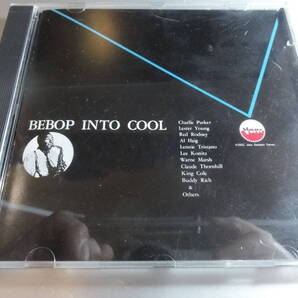 BEBOP INTO COOL
Charlie Parker
Lester Young
Red Rodney
Al Haig
Lennie Tristano
Lee Konitz
Warne Marsh
Claude Thornhill
King Cole
Buddy Rich
&
Others